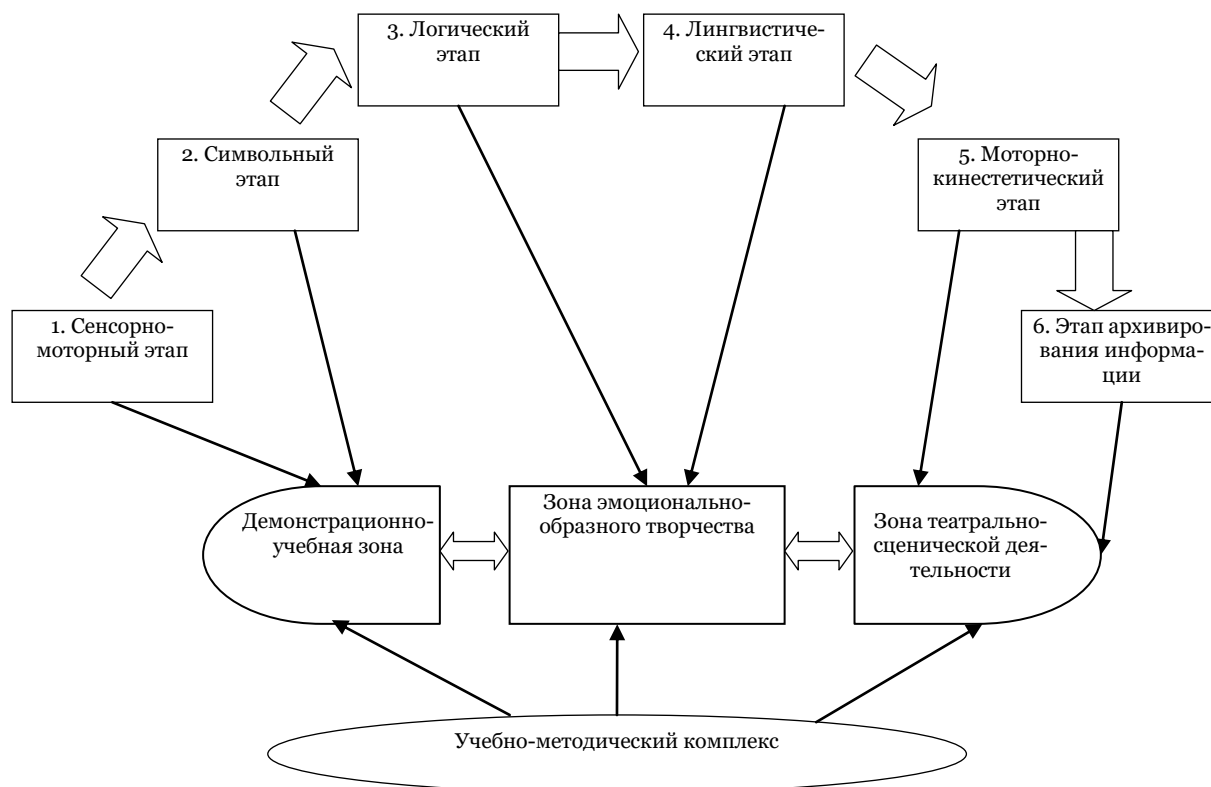 3. Логический
этап
4. Лингвистиче-
ский этап
2. Символьный
этап
5. Моторно-
кинестетический
этап
1. Сенсорно-
моторный этап
6. Этап архивиро-
вания информа-
ции
Демонстрационно-
учебная зона
Зона эмоционально-
образного творчества
Зона театрально-
сценической дея-
тельности
Учебно-методический комплекс